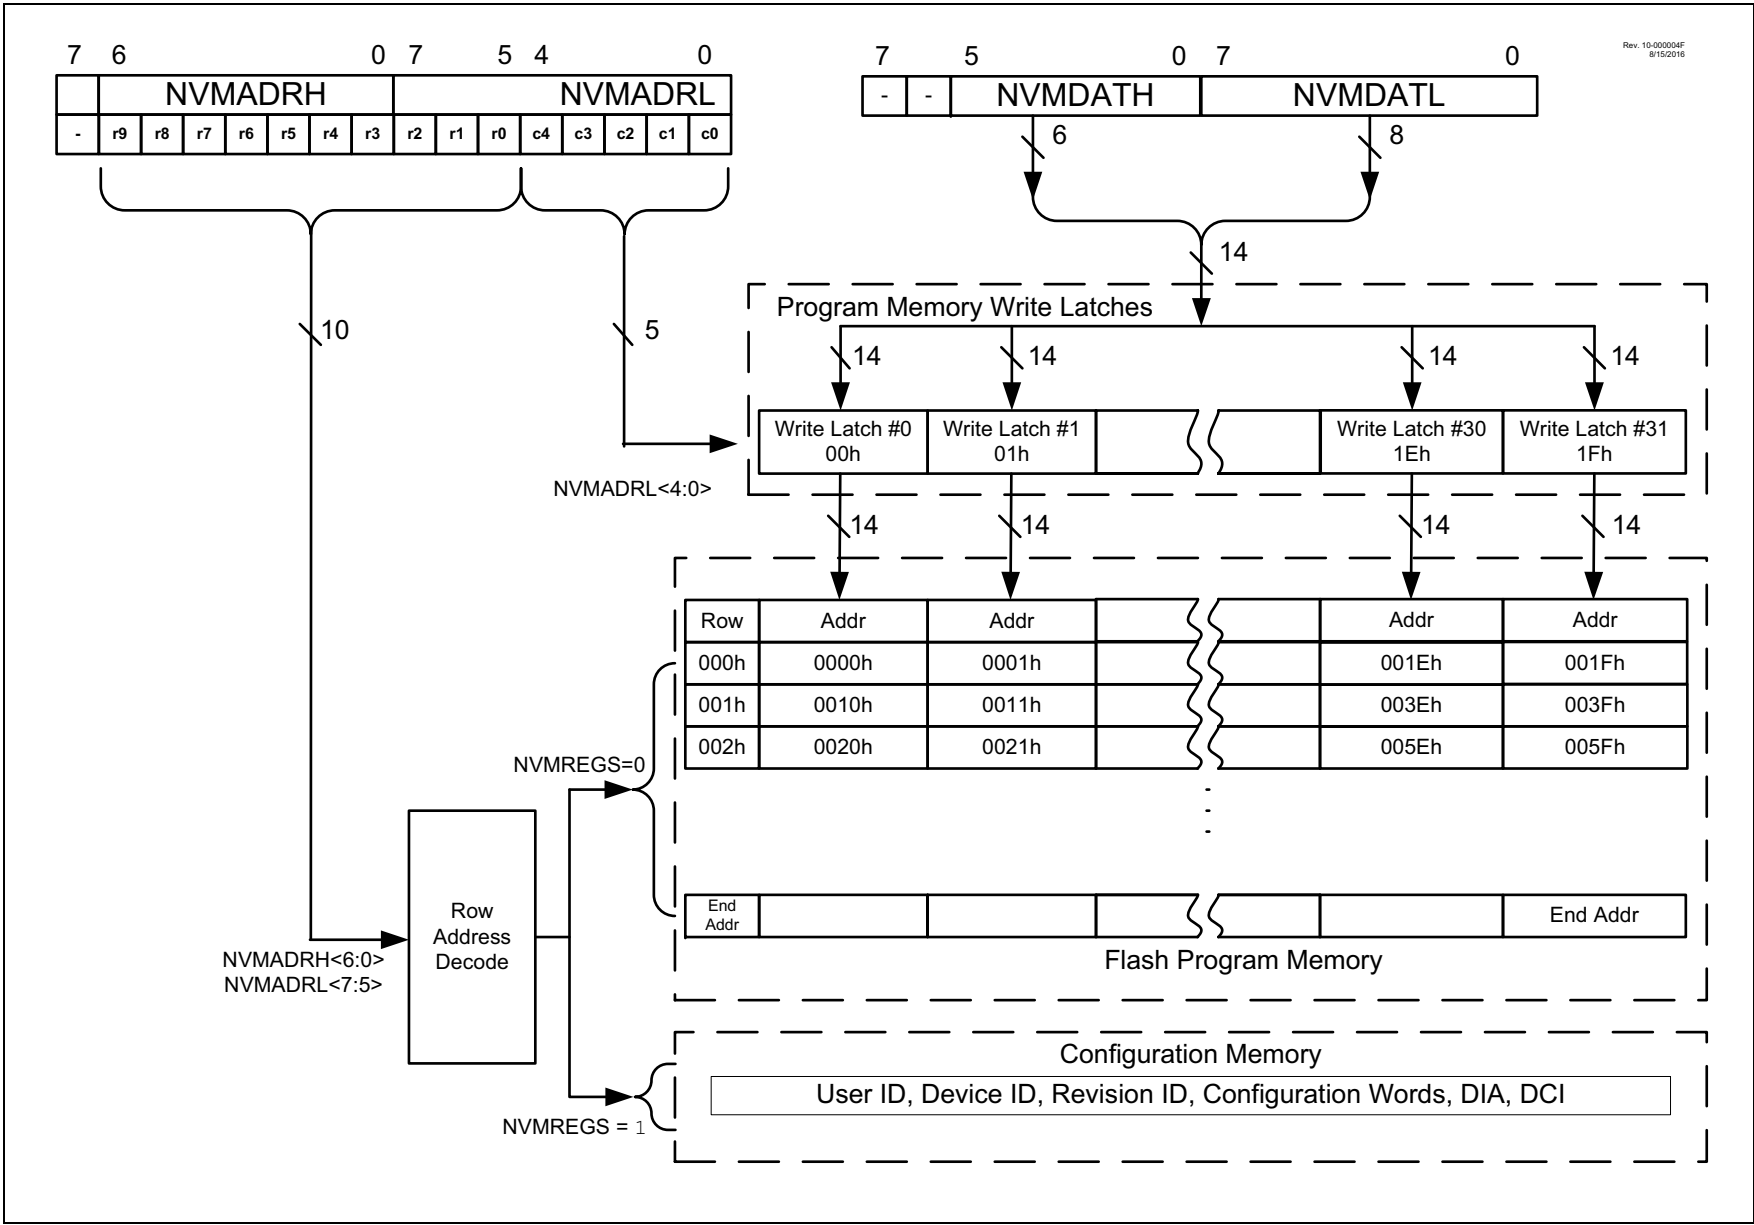 Rev. 10-000004F
8/15/2016
7 6 0 7 5 4 0
7 5 0 7 0
NVMADRH NVMADRL
- - NVMDATH NVMDATL
- r9 r8 r7 r6 r5 r4 r3 r2 r1 r0 c4 c3 c2 c1 c0
6 8
14
Program Memory Write Latches
10 5
14 14 14 14
Write Latch #0 Write Latch #1 Write Latch #30 Write Latch #31
00h 01h 1Eh 1Fh
NVMADRL<4:0>
14 14 14 14
Row Addr Addr Addr Addr
000h 0000h 0001h 001Eh 001Fh
001h 0010h 0011h 003Eh 003Fh
002h 0020h 0021h 005Eh 005Fh
NVMREGS=0
End
Addr
End Addr
Row
Address
Decode
NVMADRH<6:0>
NVMADRL<7:5>
Flash Program Memory
Configuration Memory
User ID, Device ID, Revision ID, Configuration Words, DIA, DCI
NVMREGS = 1